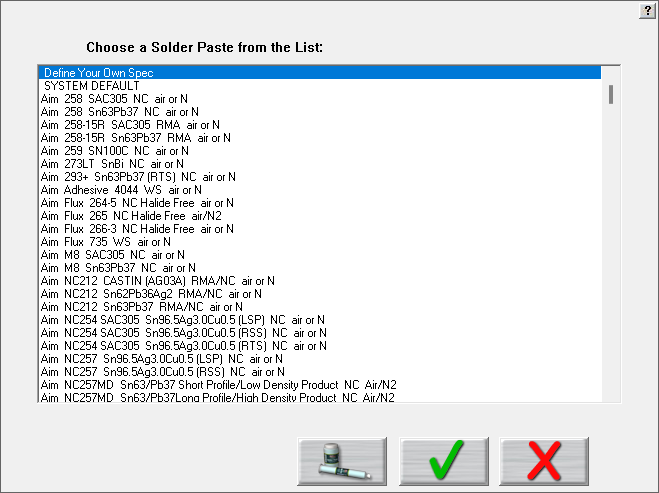 ?
Choose a Solder Paste from the List:
Define Your Own Spec
SYSTEM DEFAULT
Aim 258 SAC305 NC air or N
Aim 258 Sn63Pb37 NC air or N
Aim 258-15R SAC305 RMA air or N
Aim 258-15R Sn63Pb37 RMA air or N
Aim 259 SN100C NC air or N
Aim 273LT SnBi NC air or N
Aim 293+ Sn63Pb37 (RTS) NC air or N
Aim Adhesive 4044 WS air or N
Aim Flux 264-5 NC Halide Free air or N
Aim Flux 265 NC Halide Free air/N2
Aim Flux 266-3 NC Halide Free air or N
Aim Flux 735 WS air or N
Aim M8 SAC305 NC air or N
Aim M8 Sn63Pb37 NC air or N
Aim NC212 CASTIN (AG03A) RMA/NC air or N
Aim NC212 Sn62Pb36Ag2 RMA/NC air or N
Aim NC212 Sn63Pb37 RMA/NC air or N
Aim NC254 SAC305 Sn96.5Ag3.0Cu0.5 (LSP) NC air or N
Aim NC254 SAC305 Sn96.5Ag3.0Cu0.5 (RSS) NC air or N
Aim NC254 SAC305 Sn96.5Ag3.0Cu0.5 (RTS) NC air or N
Aim NC257 Sn96.5Ag3.0Cu0.5 (LSP) NC air or N
Aim NC257 Sn96.5Ag3.0Cu0.5 (RSS) NC air or N
Aim NC257MD Sn63/Pb37 Short Profile/Low Density Product NC Air/N2
Aim NC257MD Sn63/Pb37Long Profile/High Density Product NC Air/N2